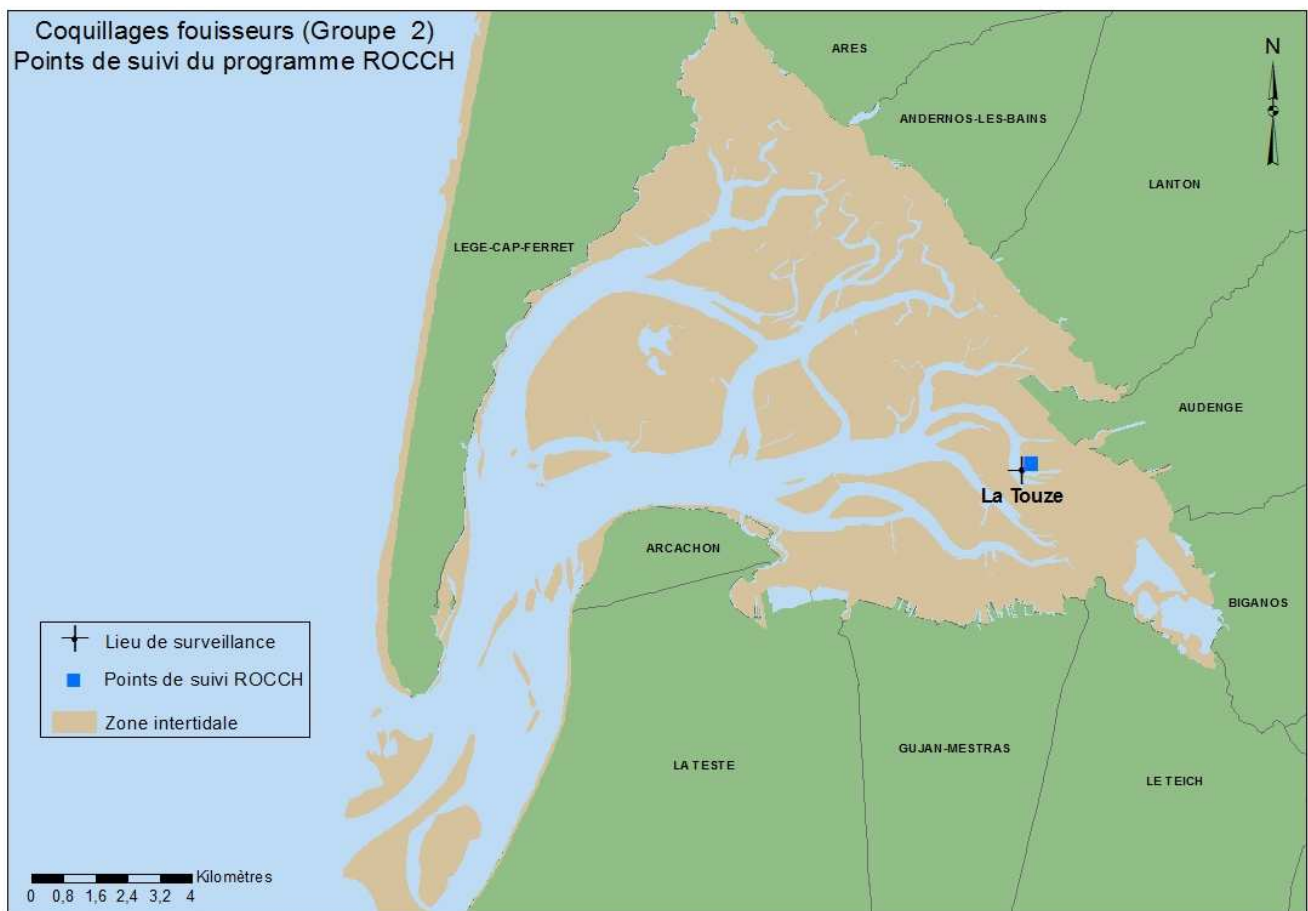 Coquillages fouisseurs (Groupe 2)
Points de suivi du programme ROCCH
N
ARES
ANDERNOS-LES-BAINS
LANTON
LEGE-CAP-FERRET
AUDENGE
La Touze
ARCACHON
BIGANOS
Lieu de surveillance
Points de suivi ROCCH
Zone intertidale
GUJAN-MESTRAS
LA TESTE
LE TEICH
Kilomètres
0 0,8 1,6 2,4 3,2 4